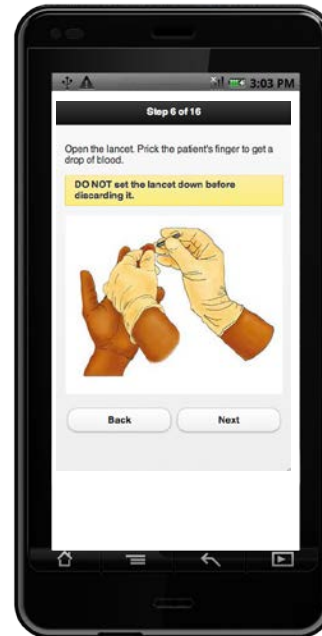 3:03 PM
Step 6 of 16
Open the lancet. Prick the patient's finger to get a
drop of blood.
DO NOT set the lancet down before
discarding it.
Back Next